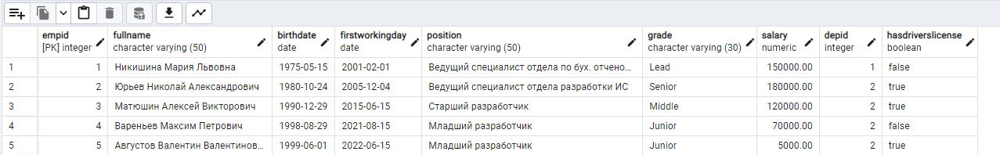 empid fullname birthdate firstworkingday position grade salary depid hasdriverslicense
[PK] integer character varying (50) date date character varying (50) character varying (30) numeric integer boolean
1 1 Никишина Мария Львовна 1975-05-15 2001-02-01 Ведущий специалист отдела по бух. отчено... Lead 150000.00 1 false
2 2 Юрьев Николай Александрович 1980-10-24 2005-12-04 Ведущий специалист отдела разработки ИС Senior 180000.00 2 true
3 3 Матюшин Алексей Викторович 1990-12-29 2015-06-15 Старший разработчик Middle 120000.00 2 true
4 4 Вареньев Максим Петрович 1998-08-29 2021-08-15 Младший разработчик Junior 70000.00 2 false
5 5 Августов Валентин Валентинов... 1999-06-01 2022-06-15 Младший разработчик Junior 5000.00 2 true